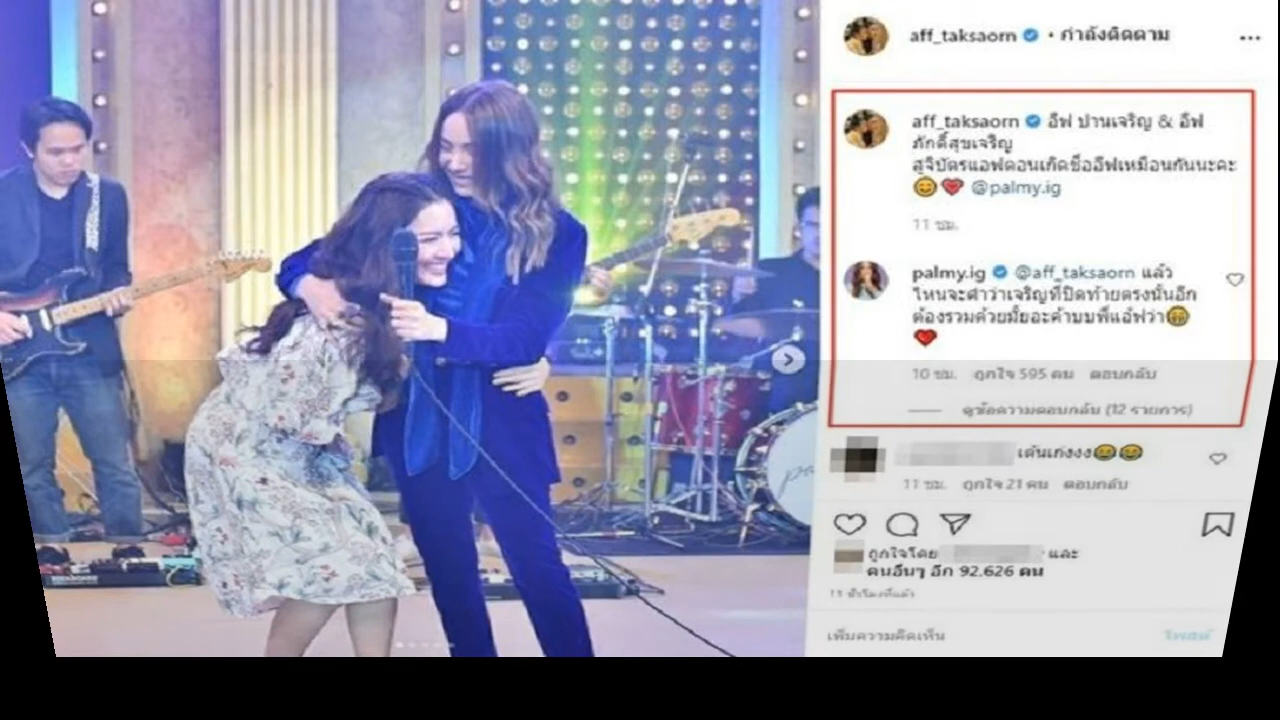 aff_taksaorn • กำลังติดตาม
aff_taksaorn อีฟ ปานเจริญ & อีฟ
ภักดิ์สุขเจริญ
สูจิบัตรแอฟตอนเกิดชื่ออีฟเหมือนกันนะคะ
😊💓 @palmy.ig
11 ชม.
palmy.ig @aff_taksaorn แล้ว
ไหนจะคำว่าเจริญที่ปิดท้ายตรงนั้นอีก
ต้องรวมด้วยมั้ยอะค้าบบพี่แอ๊ฟว่า😁
❤️
10 ชม. ถูกใจ 595 คน ตอบกลับ
ดูข้อความตอบกลับ (12 รายการ)
เต้นเก่งงง😂😂
11 ชม. ถูกใจ 21 คน ตอบกลับ
ถูกใจโดย และ
คนอื่นๆ อีก 92.626 คน
11 ชั่วโมงที่แล้ว
เพิ่มความคิดเห็น
โพสต์